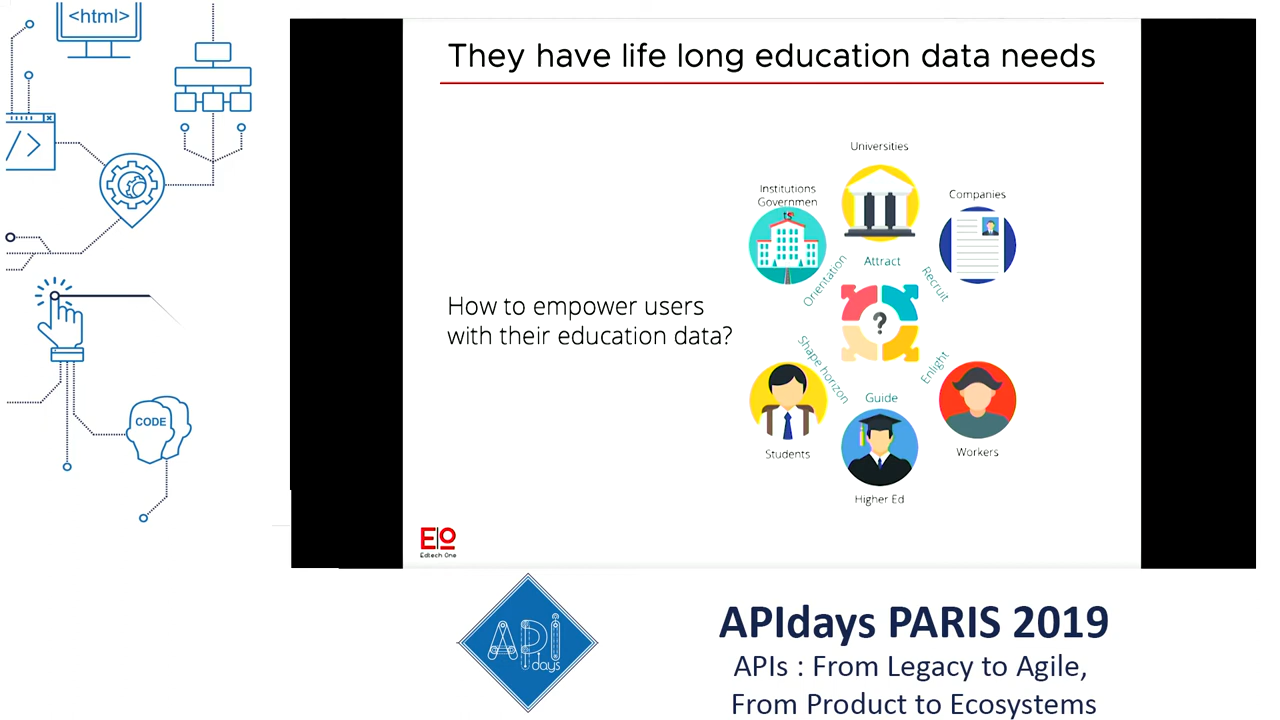 <html>
They have life long education data needs
Universities
Institutions
Governmen
Companies
/>
Attract
Orientation
Recruit
How to empower users
with their education data?
?
Shape horizon
Enlight
Guide
CODE
Students
Workers
Higher Ed
E|O
Edtech One
API
days
APIdays PARIS 2019
APIs : From Legacy to Agile,
From Product to Ecosystems